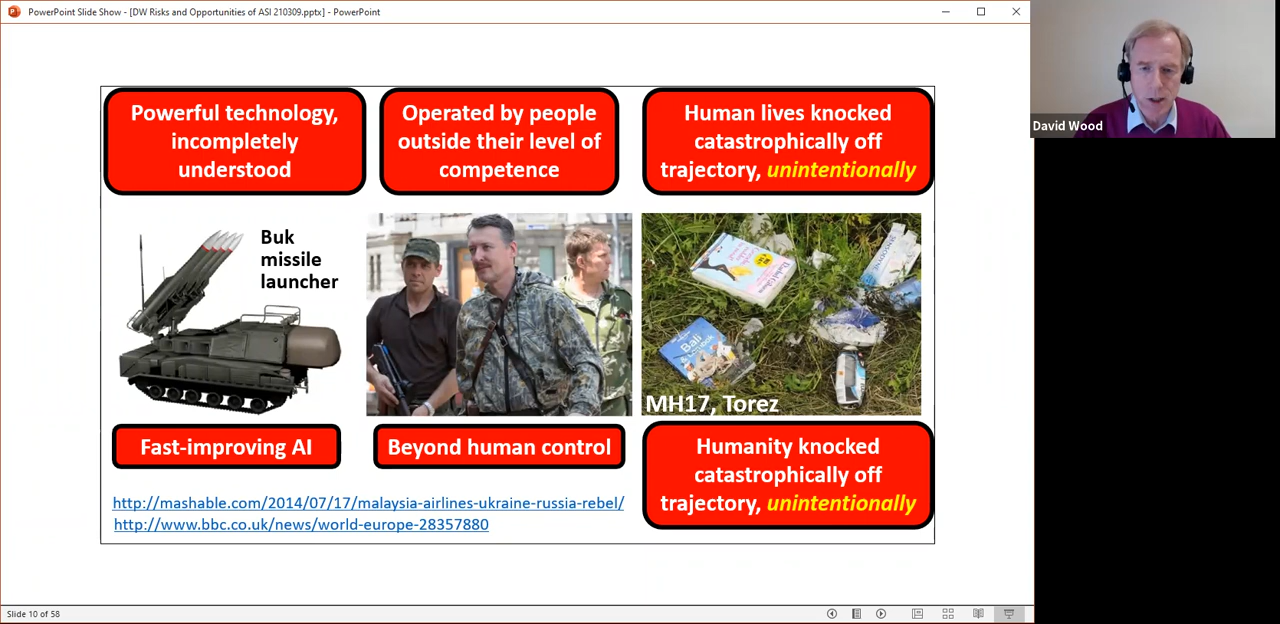 PowerPoint Slide Show - [DW Risks and Opportunities of ASI 210309.pptx] - PowerPoint
David Wood
Powerful technology,
incompletely
understood
Operated by people
outside their level of
competence
Human lives knocked
catastrophically off
trajectory, unintentionally
Buk
missile
launcher
Bali
MH17, Torez
Fast-improving AI
Beyond human control
Humanity knocked
catastrophically off
trajectory, unintentionally
http://mashable.com/2014/07/17/malaysia-airlines-ukraine-russia-rebel/
http://www.bbc.co.uk/news/world-europe-28357880
Slide 10 of 58